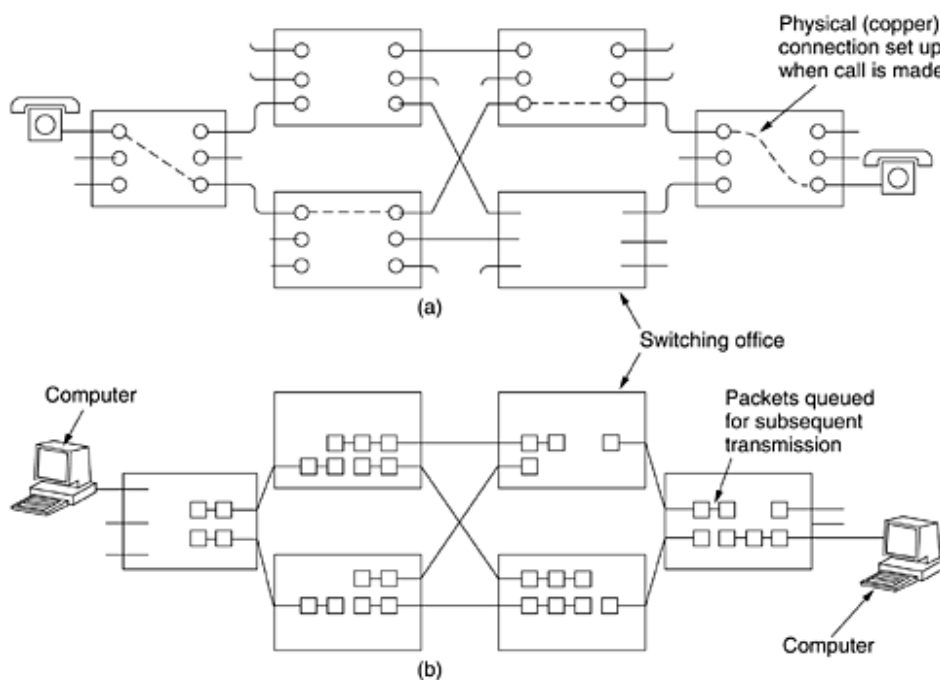 Physical (copper)
connection set up
when call is made
(a)
Switching office
Computer
Packets queued
for subsequent
transmission
Computer
(b)